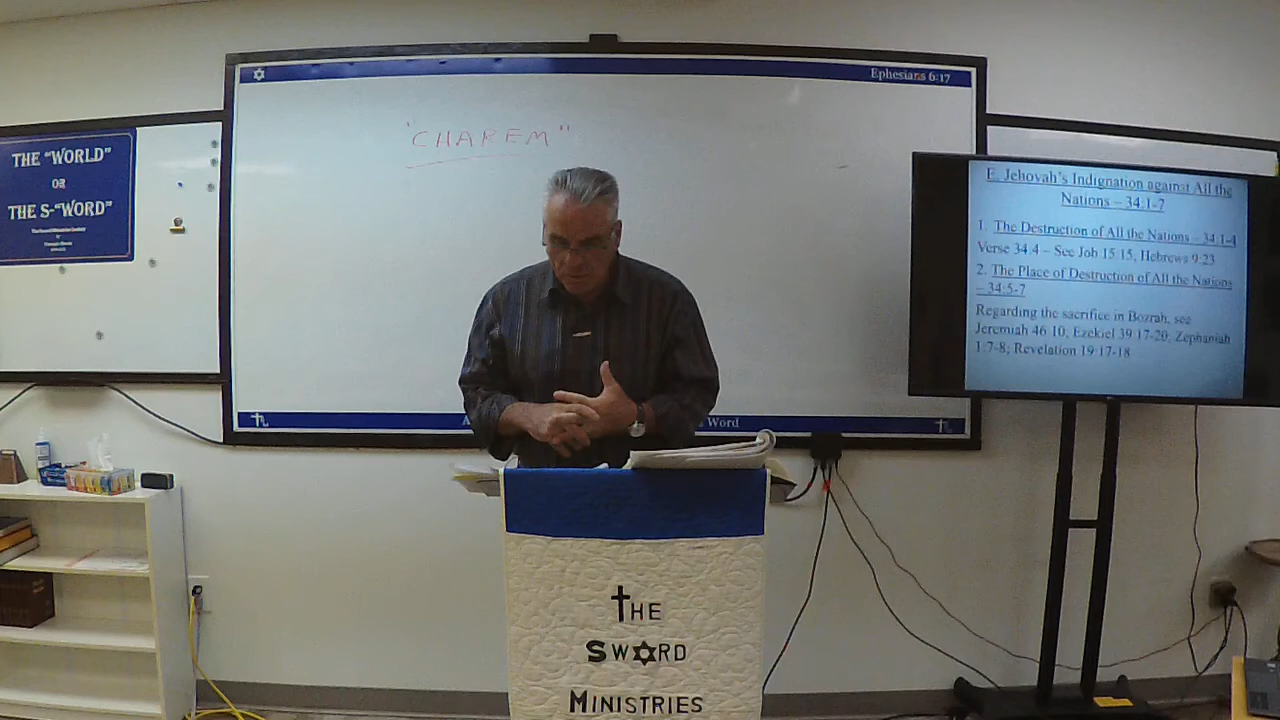 Ephesians 6:17
"CHAREM"
THE "WORLD"
OR
THE S-"WORD"
E. Jehovah's Indignation against All the
Nations – 34:1-7
1. The Destruction of All the Nations – 34:1-4
Verse 34:4 – See Job 15:15, Hebrews 9:23
2. The Place of Destruction of All the Nations
– 34:5-7
Regarding the sacrifice in Bozrah, see
Jeremiah 46:10, Ezekiel 39:17-20, Zephaniah
1:7-8; Revelation 19:17-18
Word
THE
SWORD
MINISTRIES